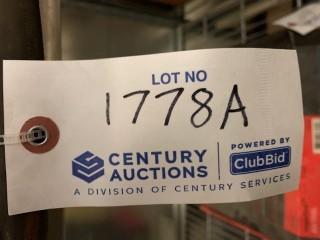 LOT NO
1778A
CENTURY AUCTIONS
POWERED BY
ClubBid
A DIVISION OF CENTURY SERVICES